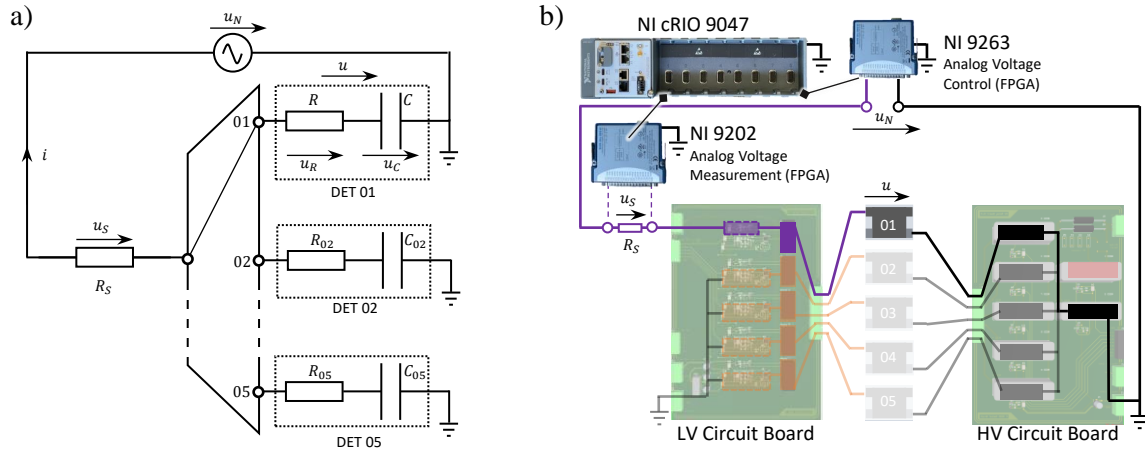 a)
u_N
u
R
C
01
u_R
u_C
DET 01
i
u_S
R_S
02
R_02
C_02
DET 02
05
R_05
C_05
DET 05
b)
NI cRIO 9047
NI 9263
Analog Voltage
Control (FPGA)
u_N
NI 9202
Analog Voltage
Measurement (FPGA)
u_S
R_S
u
01
02
03
04
05
LV Circuit Board
HV Circuit Board